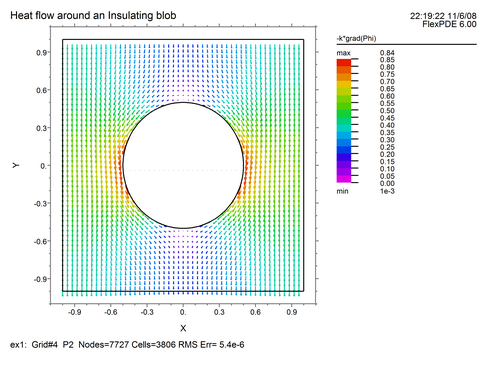 Heat flow around an Insulating blob
22:19:22 11/6/08
FlexPDE 6.00
-k*grad(Phi)
max 0.84
0.85
0.80
0.75
0.70
0.65
0.60
0.55
0.50
0.45
0.40
0.35
0.30
0.25
0.20
0.15
0.10
0.05
0.00
min 1e-3
0.9
0.6
0.3
0.
-0.3
-0.6
-0.9
Y
-0.9 -0.6 -0.3 0.0 0.3 0.6 0.9
X
ex1: Grid#4 P2 Nodes=7727 Cells=3806 RMS Err= 5.4e-6